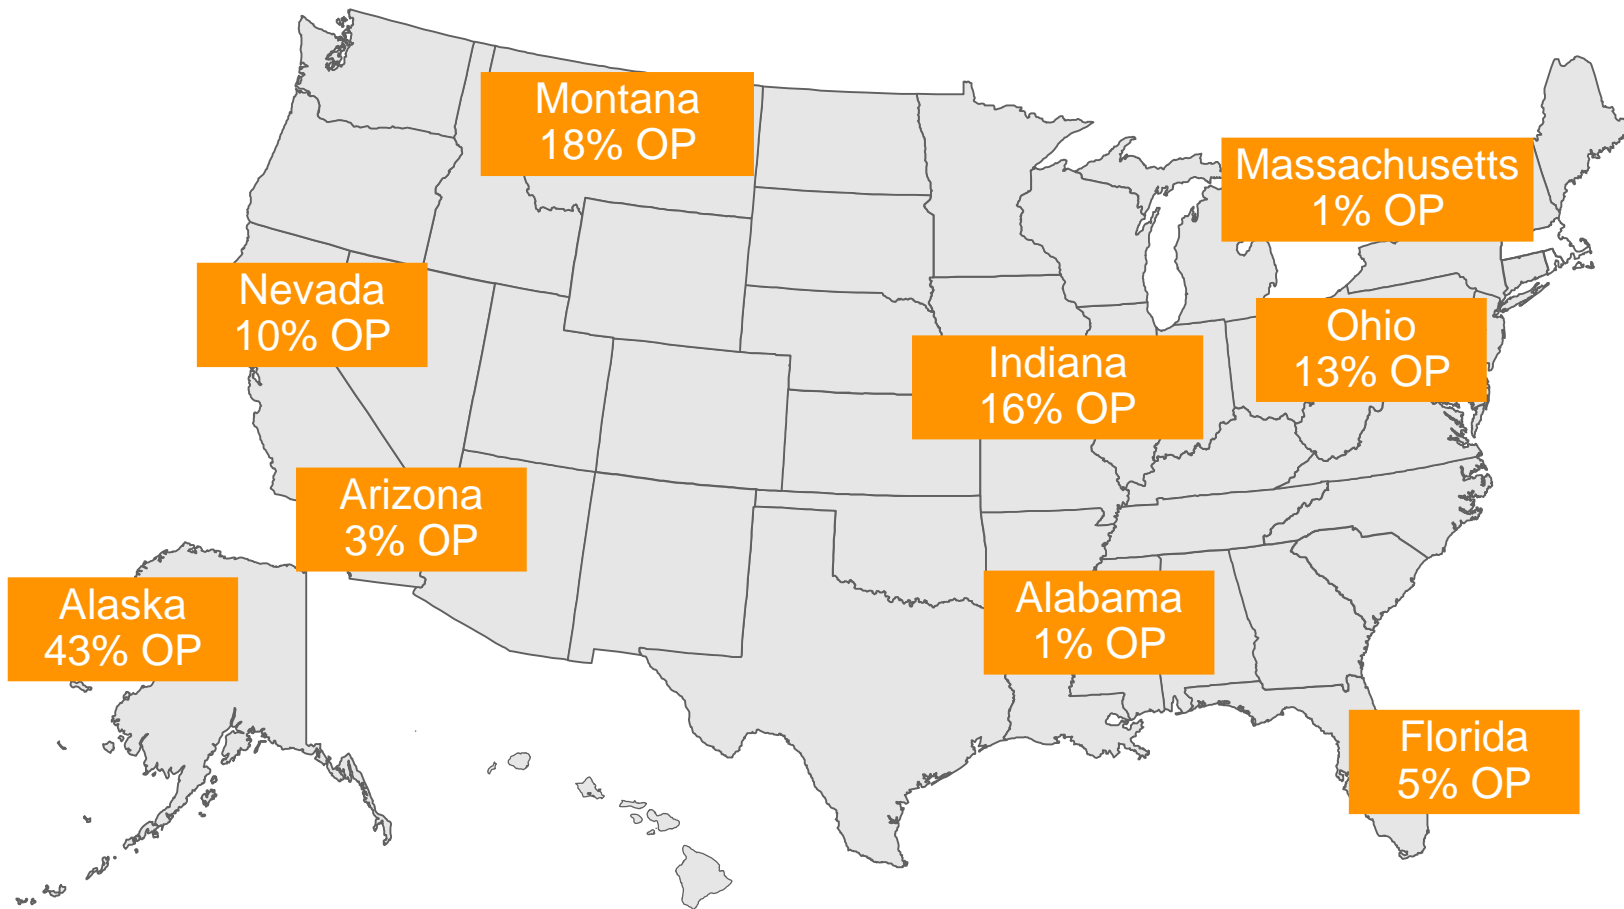 Montana
18% OP
Massachusetts
1% OP
Nevada
10% OP
Ohio
13% OP
Indiana
16% OP
Arizona
3% OP
Alaska
43% OP
Alabama
1% OP
Florida
5% OP